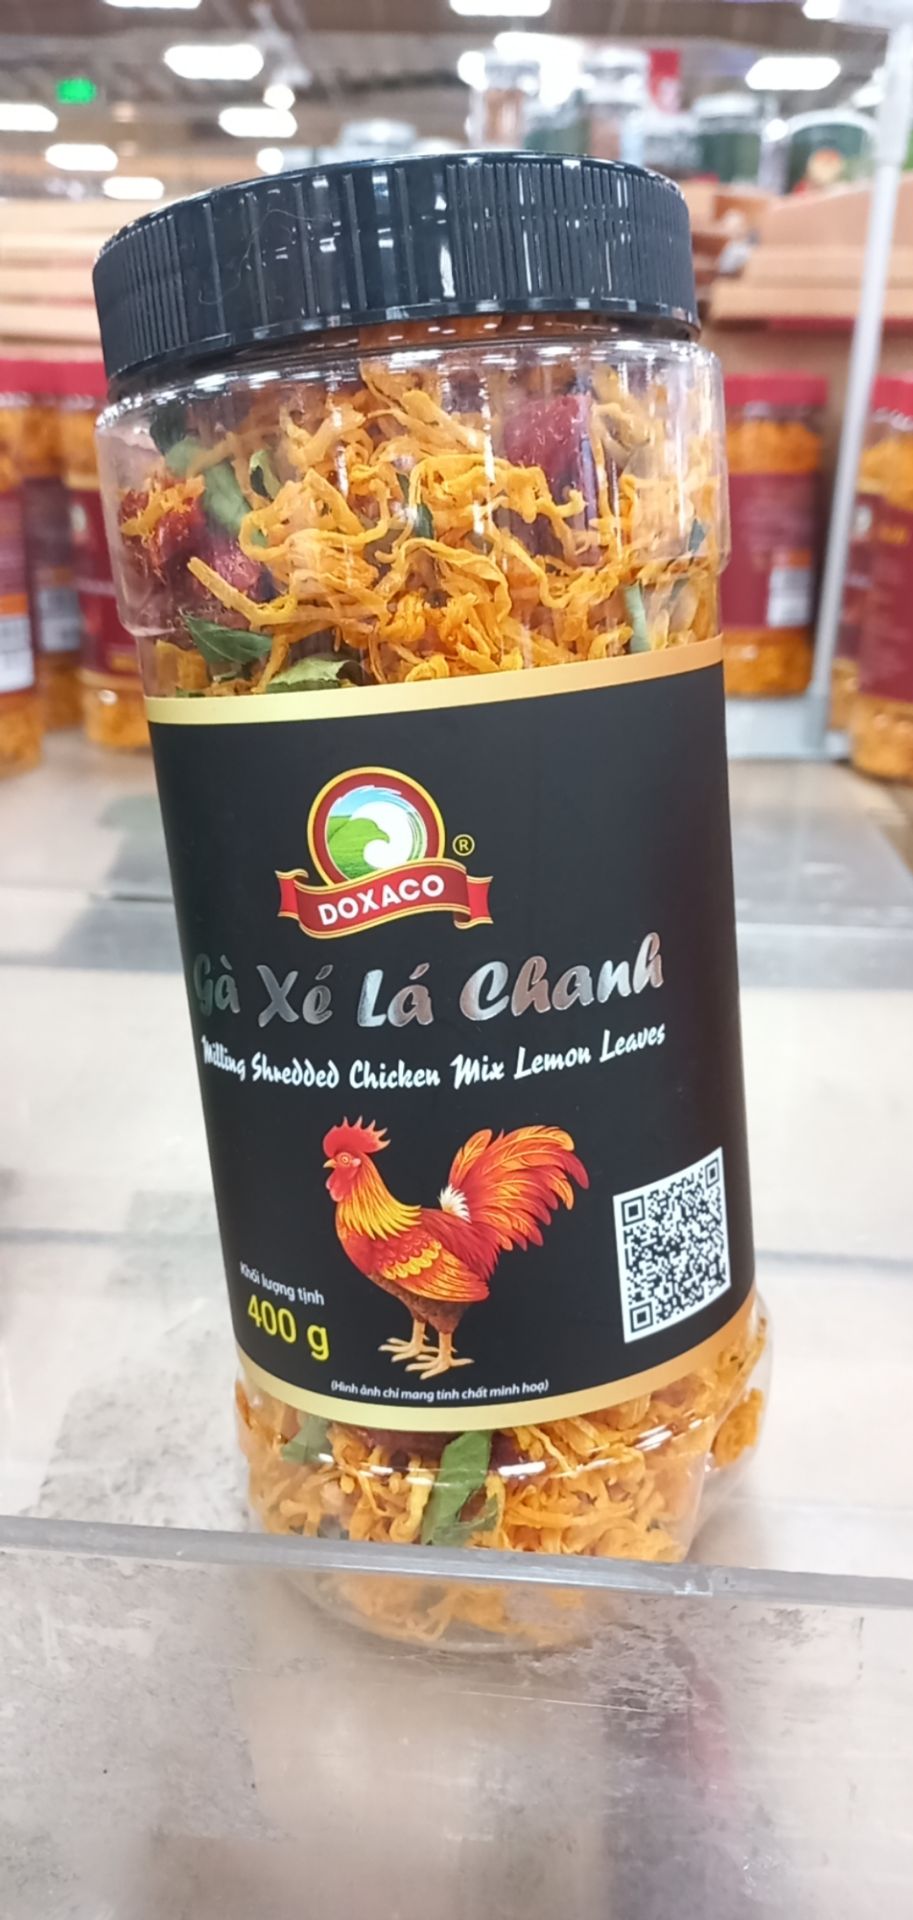 DOXACO
®
Gà Xé Lá Chanh
Milling Shredded Chicken Mix Lemon Leaves
Khối lượng tịnh
400 g
(Hình ảnh chỉ mang tính chất minh hoạ)